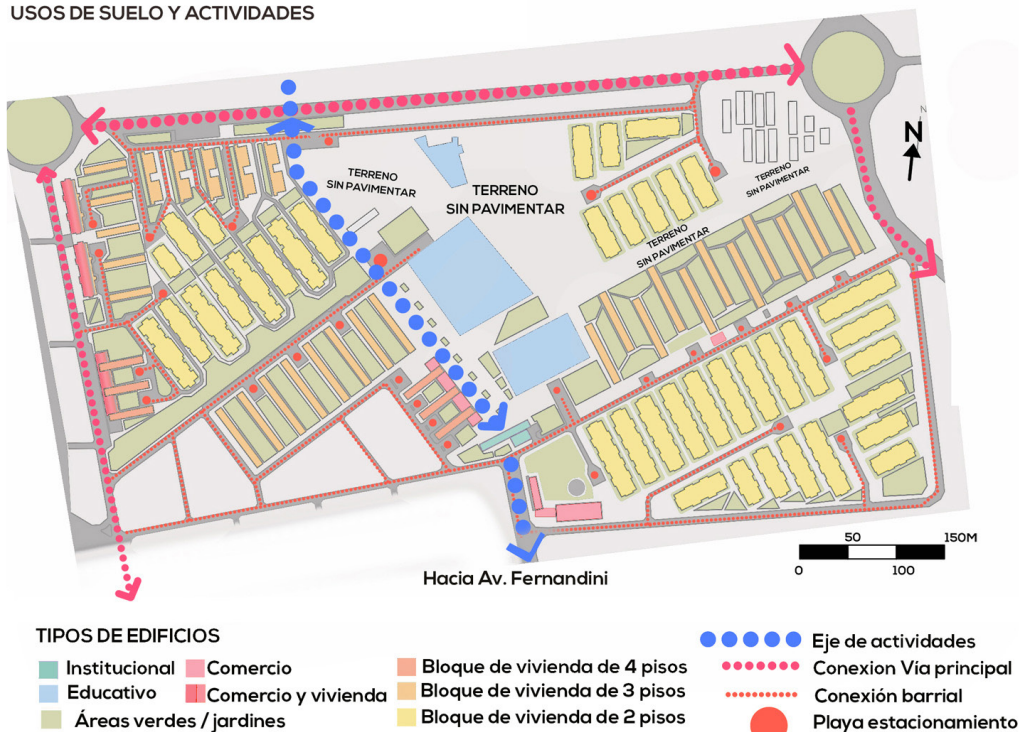 USOS DE SUELO Y ACTIVIDADES
N
N
TERRENO
SIN PAVIMENTAR
TERRENO
SIN PAVIMENTAR
TERRENO
SIN PAVIMENTAR
TERRENO
SIN PAVIMENTAR
50 150M
0 100
Hacia Av. Fernandini
TIPOS DE EDIFICIOS
Institucional
Comercio
Educativo
Comercio y vivienda
Áreas verdes / jardines
Bloque de vivienda de 4 pisos
Bloque de vivienda de 3 pisos
Bloque de vivienda de 2 pisos
Eje de actividades
Conexion Vía principal
Conexión barrial
Playa estacionamiento